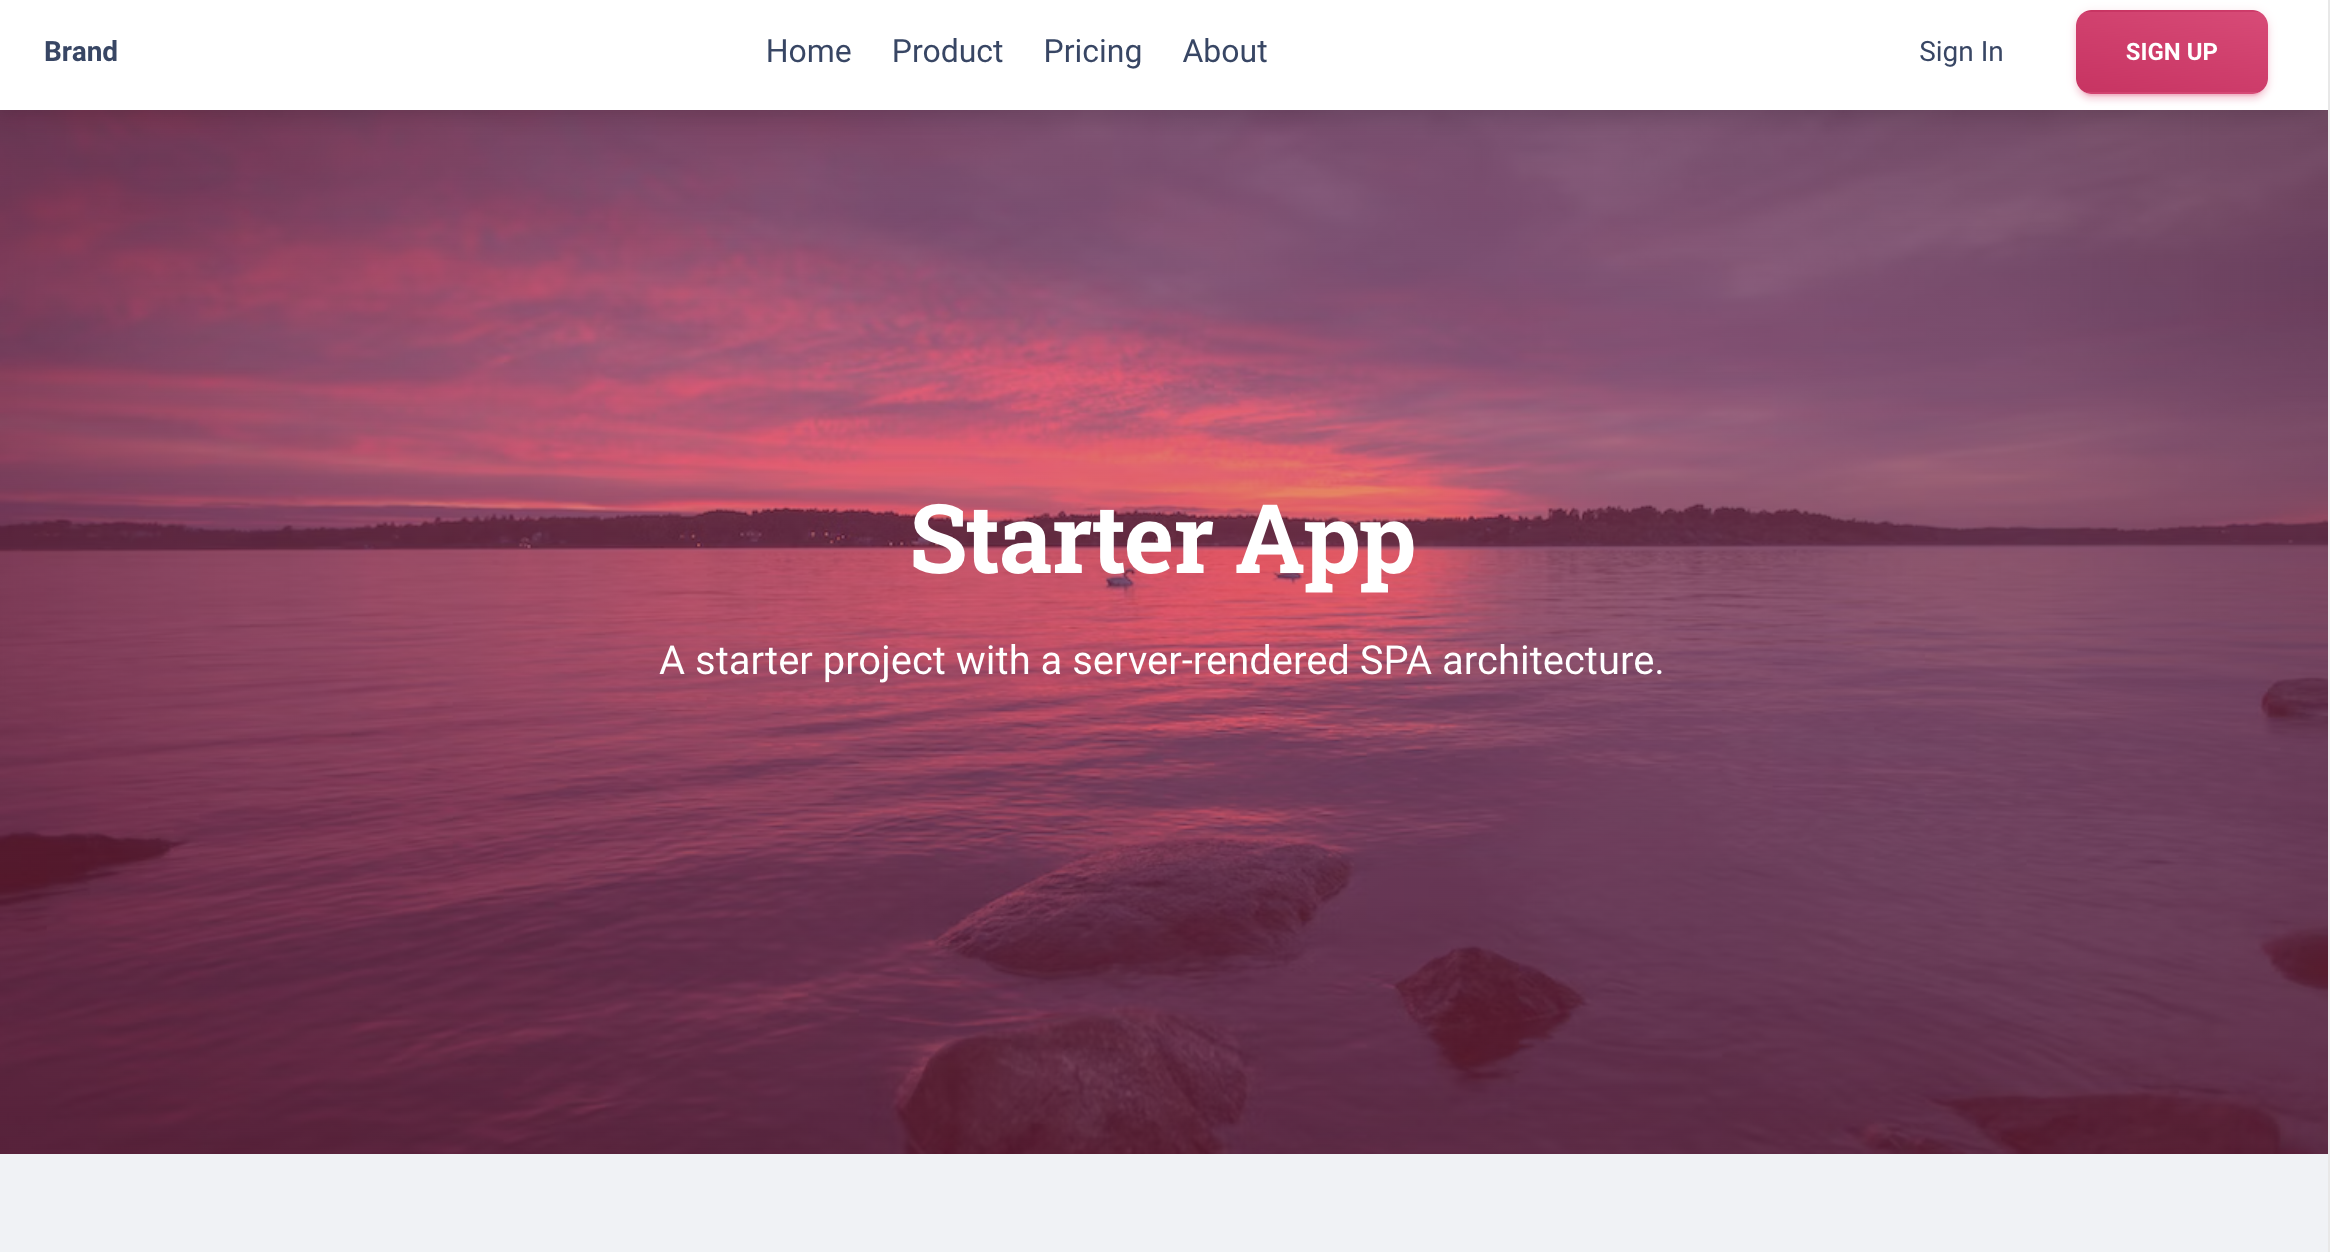 Brand Home Product Pricing About Sign In SIGN UP
Starter App
A starter project with a server-rendered SPA architecture.